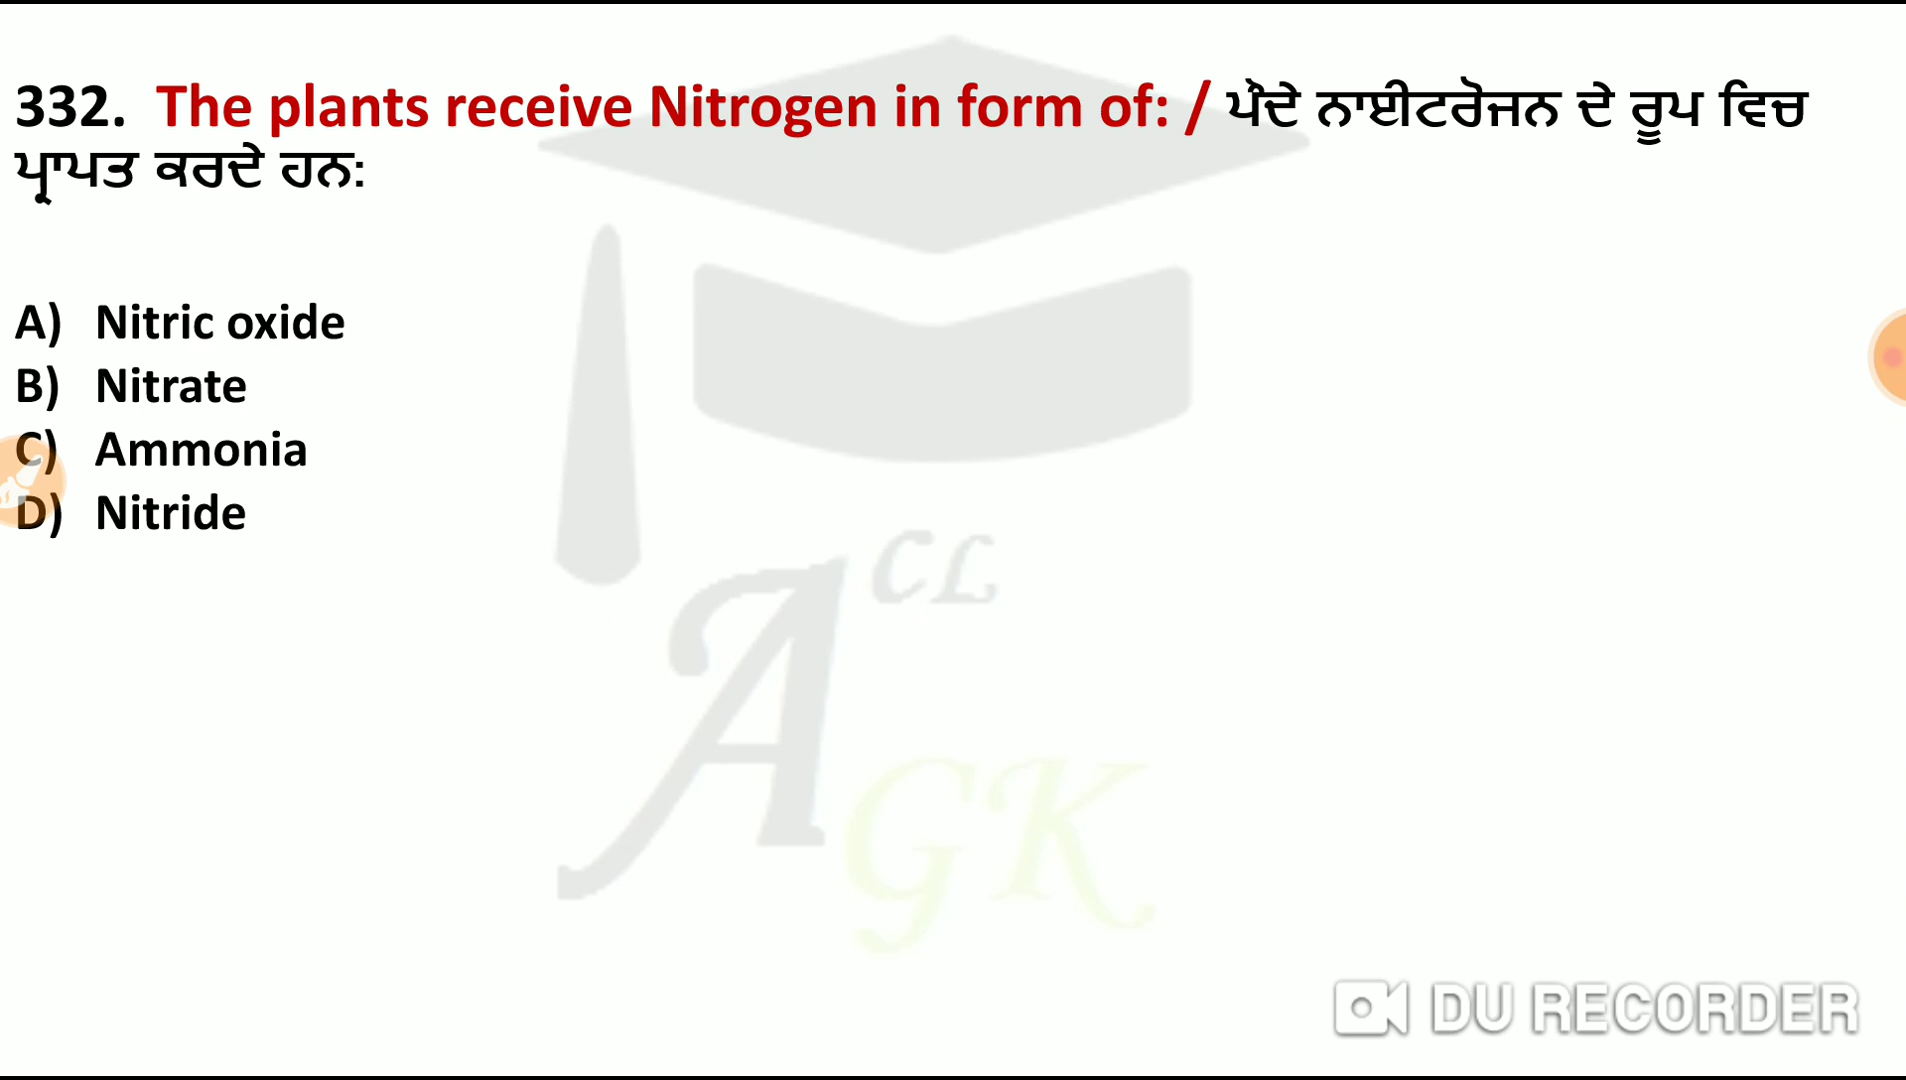 332. The plants receive Nitrogen in form of: / ਪੌਦੇ ਨਾਈਟਰੋਜਨ ਦੇ ਰੂਪ ਵਿਚ
ਪ੍ਰਾਪਤ ਕਰਦੇ ਹਨ:
A) Nitric oxide
B) Nitrate
C) Ammonia
D) Nitride
A CL
GK
DU RECORDER